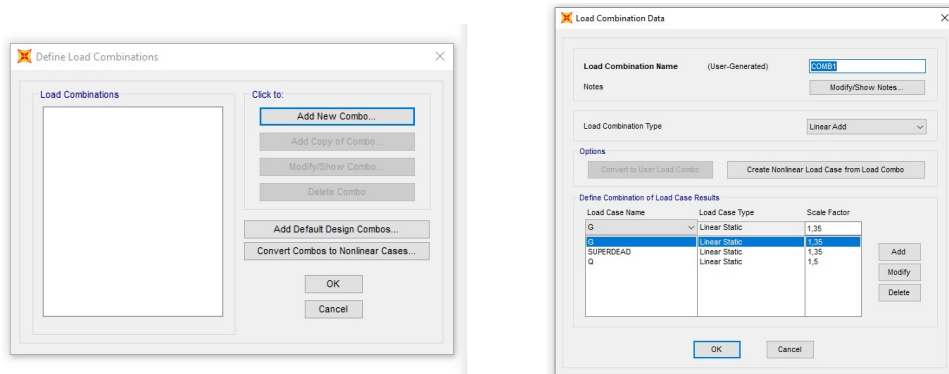 Define Load Combinations
Load Combinations
Click to:
Add New Combo...
Add Copy of Combo...
Modify/Show Combo...
Delete Combo
Add Default Design Combos...
Convert Combos to Nonlinear Cases...
OK
Cancel
Load Combination Data
Load Combination Name (User-Generated) COMB1
Notes Modify/Show Notes...
Load Combination Type Linear Add
Options
Convert to User Load Combo Create Nonlinear Load Case from Load Combo
Define Combination of Load Case Results
Load Case Name Load Case Type Scale Factor
G Linear Static 1,35
G Linear Static 1,35
SUPERDEAD Linear Static 1,35
Q Linear Static 1,5
Add
Modify
Delete
OK Cancel